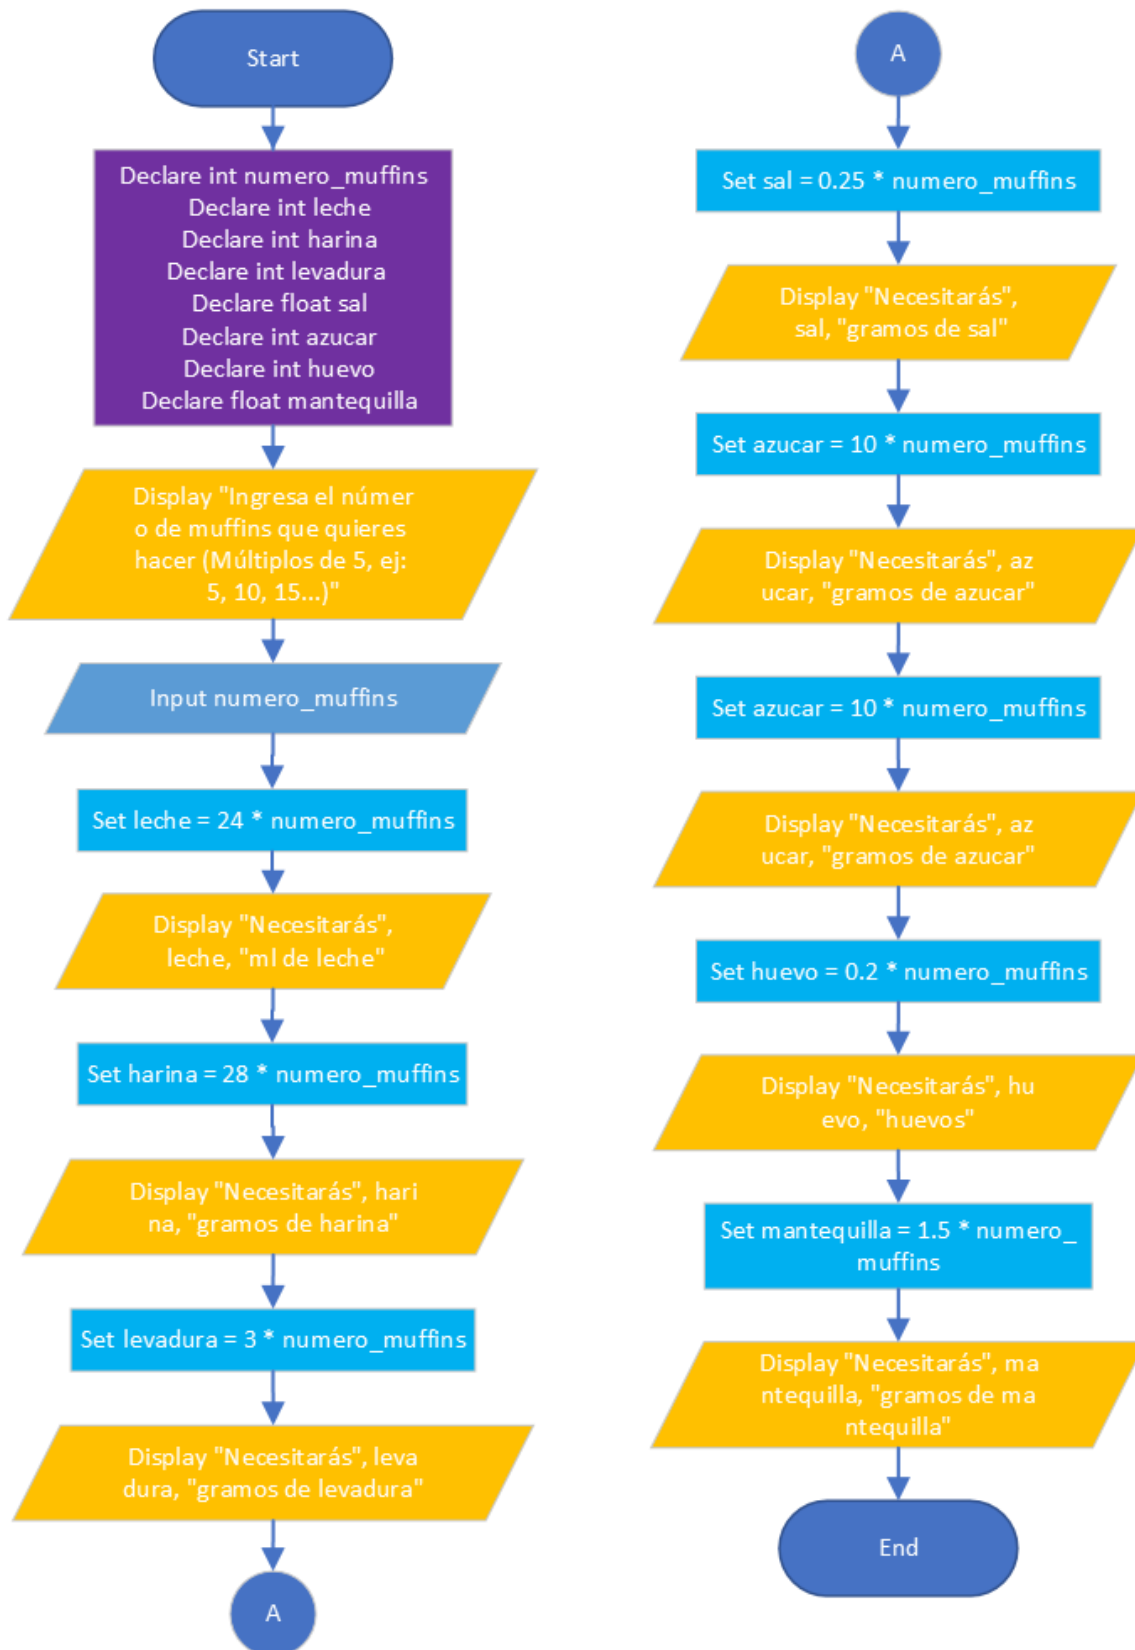 Start
Declare int numero_muffins
Declare int leche
Declare int harina
Declare int levadura
Declare float sal
Declare int azucar
Declare int huevo
Declare float mantequilla
Display "Ingresa el númer
o de muffins que quieres
hacer (Múltiplos de 5, ej:
5, 10, 15...)"
Input numero_muffins
Set leche = 24 * numero_muffins
Display "Necesitarás",
leche, "ml de leche"
Set harina = 28 * numero_muffins
Display "Necesitarás", hari
na, "gramos de harina"
Set levadura = 3 * numero_muffins
Display "Necesitarás", leva
dura, "gramos de levadura"
A
A
Set sal = 0.25 * numero_muffins
Display "Necesitarás",
sal, "gramos de sal"
Set azucar = 10 * numero_muffins
Display "Necesitarás", az
ucar, "gramos de azucar"
Set azucar = 10 * numero_muffins
Display "Necesitarás", az
ucar, "gramos de azucar"
Set huevo = 0.2 * numero_muffins
Display "Necesitarás", hu
evo, "huevos"
Set mantequilla = 1.5 * numero_
muffins
Display "Necesitarás", ma
ntequilla, "gramos de ma
ntequilla"
End